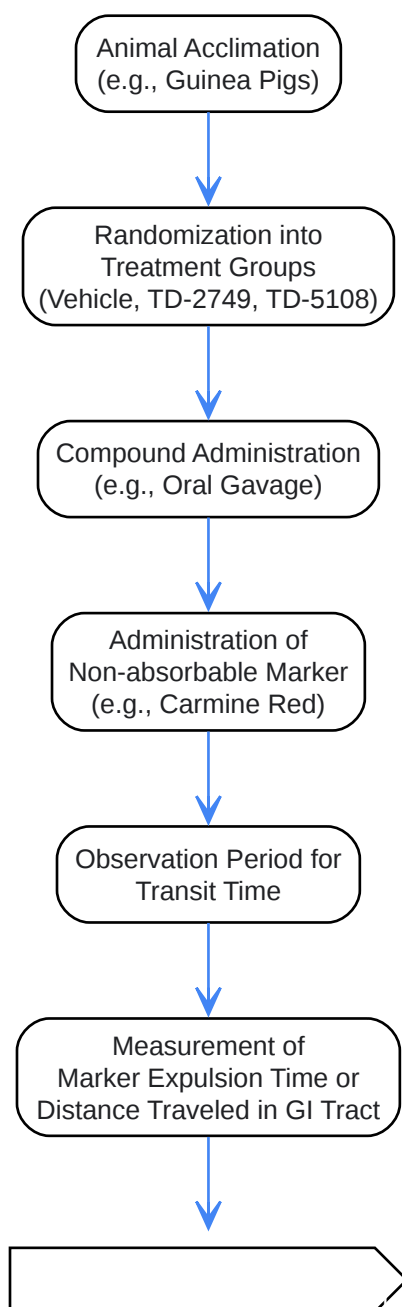 Animal Acclimation
(e.g., Guinea Pigs)
Randomization into
Treatment Groups
(Vehicle, TD-2749, TD-5108)
Compound Administration
(e.g., Oral Gavage)
Administration of
Non-absorbable Marker
(e.g., Carmine Red)
Observation Period for
Transit Time
Measurement of
Marker Expulsion Time or
Distance Traveled in GI Tract